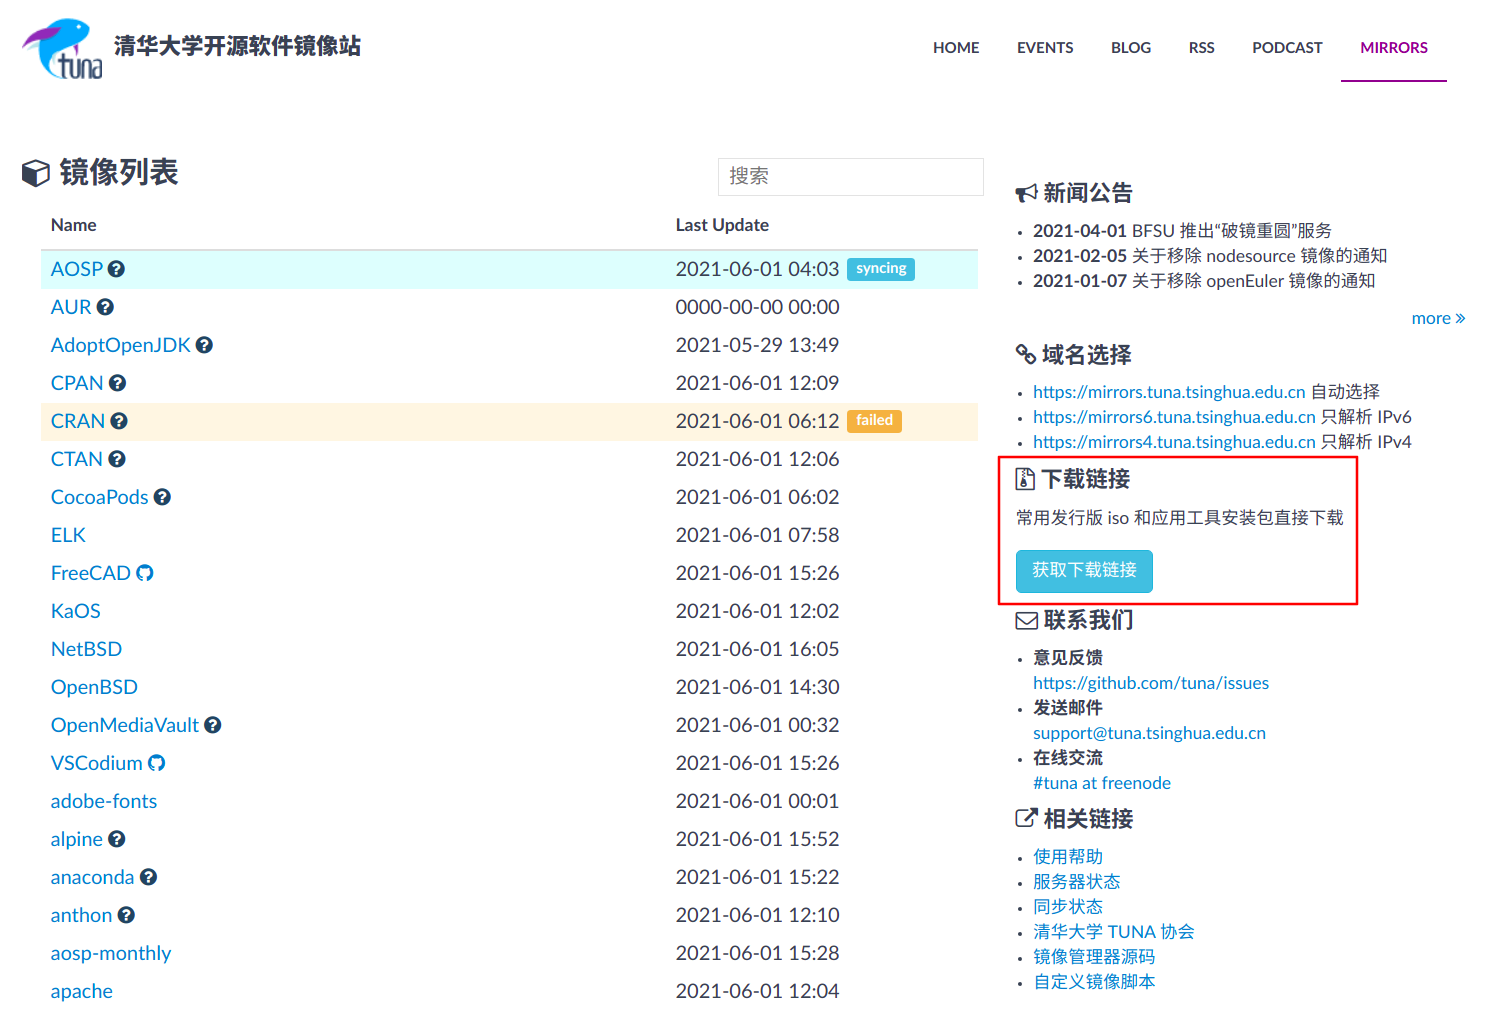 tuna
清华大学开源软件镜像站
HOME EVENTS BLOG RSS PODCAST MIRRORS
镜像列表
搜索
Name Last Update
AOSP 2021-06-01 04:03 syncing
AUR 0000-00-00 00:00
AdoptOpenJDK 2021-05-29 13:49
CPAN 2021-06-01 12:09
CRAN 2021-06-01 06:12 failed
CTAN 2021-06-01 12:06
CocoaPods 2021-06-01 06:02
ELK 2021-06-01 07:58
FreeCAD 2021-06-01 15:26
KaOS 2021-06-01 12:02
NetBSD 2021-06-01 16:05
OpenBSD 2021-06-01 14:30
OpenMediaVault 2021-06-01 00:32
VSCodium 2021-06-01 15:26
adobe-fonts 2021-06-01 00:01
alpine 2021-06-01 15:52
anaconda 2021-06-01 15:22
anthon 2021-06-01 12:10
aosp-monthly 2021-06-01 15:28
apache 2021-06-01 12:04
新闻公告
2021-04-01 BFSU 推出“破镜重圆”服务
2021-02-05 关于移除 nodesource 镜像的通知
2021-01-07 关于移除 openEuler 镜像的通知
more »
域名选择
https://mirrors.tuna.tsinghua.edu.cn 自动选择
https://mirrors6.tuna.tsinghua.edu.cn 只解析 IPv6
https://mirrors4.tuna.tsinghua.edu.cn 只解析 IPv4
下载链接
常用发行版 iso 和应用工具安装包直接下载
获取下载链接
联系我们
意见反馈
https://github.com/tuna/issues
发送邮件
support@tuna.tsinghua.edu.cn
在线交流
#tuna at freenode
相关链接
使用帮助
服务器状态
同步状态
清华大学 TUNA 协会
镜像管理器源码
自定义镜像脚本